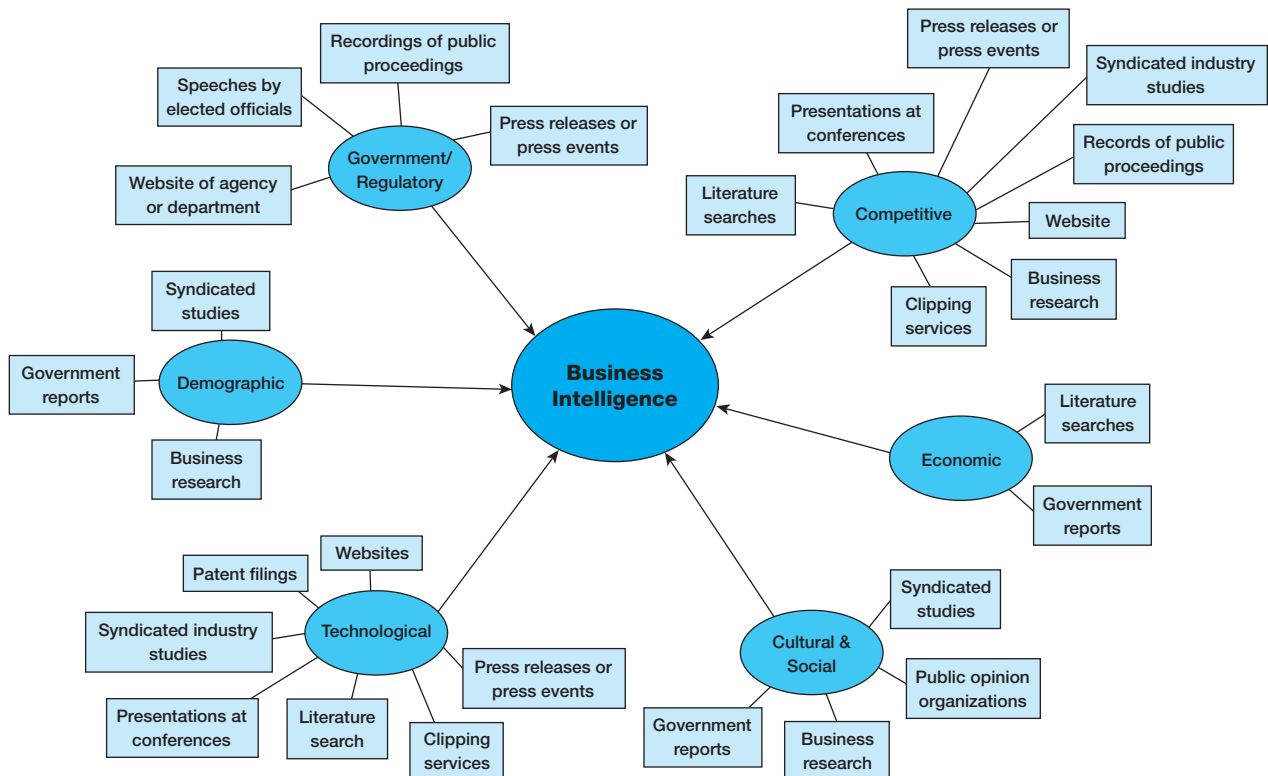 Recordings of public
proceedings
Speeches by
elected officials
Press releases or
press events
Government/
Regulatory
Website of agency
or department
Press releases or
press events
Syndicated industry
studies
Presentations at
conferences
Records of public
proceedings
Literature
searches
Competitive
Website
Business
research
Clipping
services
Syndicated
studies
Government
reports
Demographic
Business
research
Business
Intelligence
Literature
searches
Economic
Government
reports
Websites
Patent filings
Syndicated industry
studies
Technological
Press releases or
press events
Presentations at
conferences
Literature
search
Clipping
services
Syndicated
studies
Cultural &
Social
Public opinion
organizations
Government
reports
Business
research